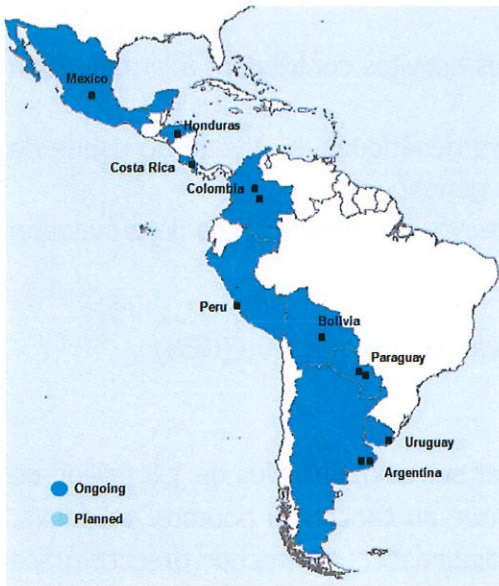 Mexico
Honduras
Costa Rica
Colombia
Peru
Bolivia
Paraguay
Uruguay
Argentina
Ongoing
Planned